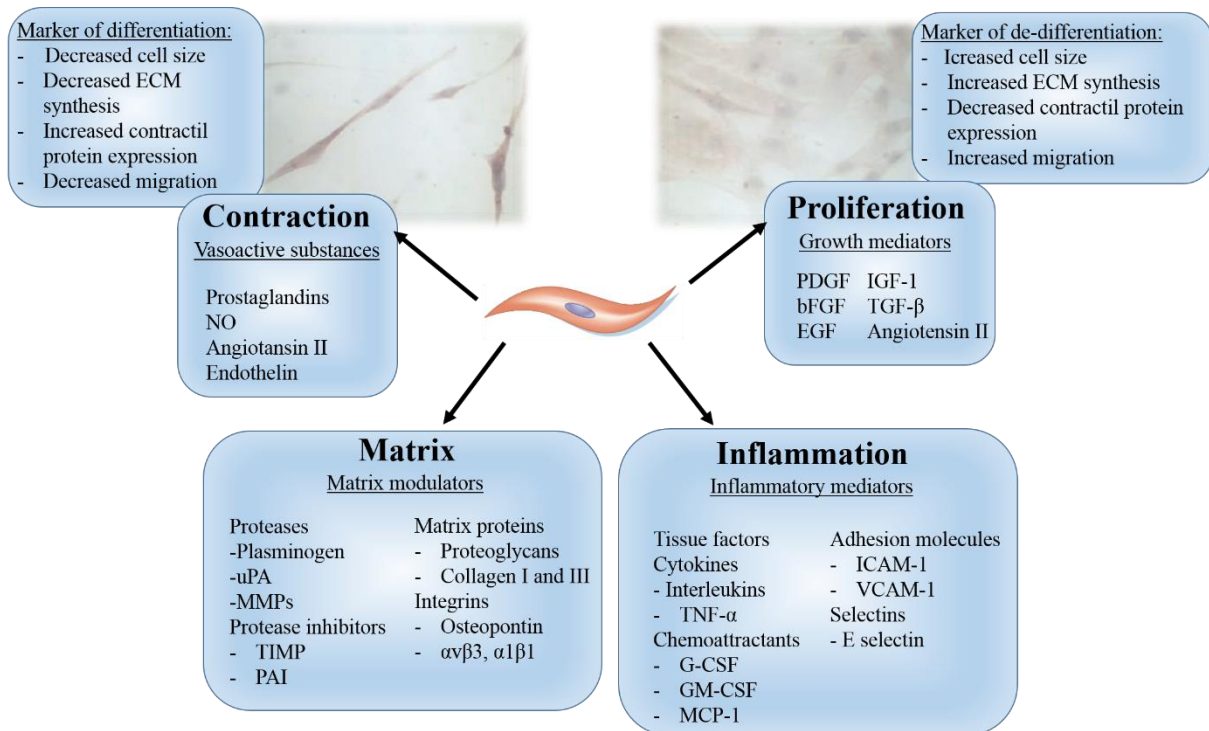 Marker of differentiation:
- Decreased cell size
- Decreased ECM
synthesis
- Increased contractil
protein expression
- Decreased migration
Contraction
Vasoactive substances
Prostaglandins
NO
Angiotansin II
Endothelin
Marker of de-differentiation:
- Icreased cell size
- Increased ECM synthesis
- Decreased contractil protein
expression
- Increased migration
Proliferation
Growth mediators
PDGF IGF-1
bFGF TGF-β
EGF Angiotensin II
Matrix
Matrix modulators
Proteases
-Plasminogen
-uPA
-MMPs
Protease inhibitors
- TIMP
- PAI
Matrix proteins
- Proteoglycans
- Collagen I and III
Integrins
- Osteopontin
- αvβ3, α1β1
Inflammation
Inflammatory mediators
Tissue factors
Cytokines
- Interleukins
- TNF-α
Chemoattractants
- G-CSF
- GM-CSF
- MCP-1
Adhesion molecules
- ICAM-1
- VCAM-1
Selectins
- E selectin